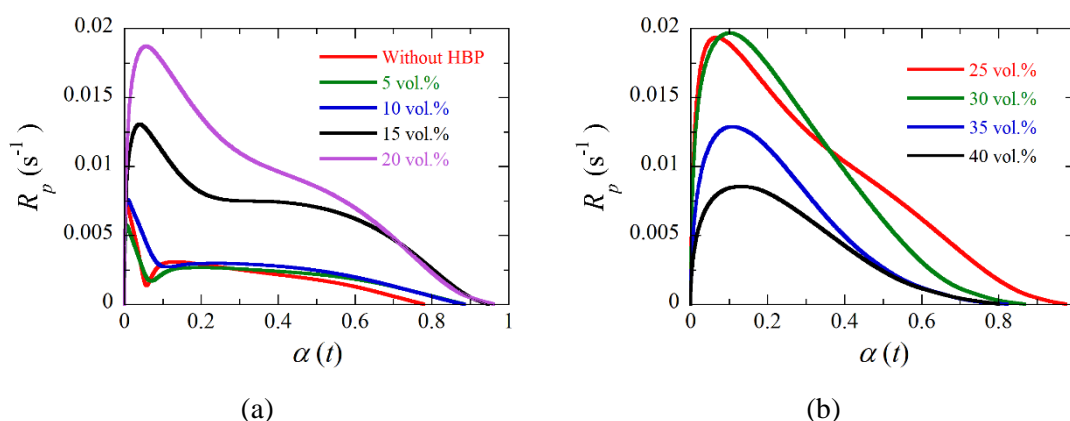 (a)
0.02
0.015
0.01
0.005
0
R_p (s⁻¹)
Without HBP
5 vol.%
10 vol.%
15 vol.%
20 vol.%
0 0.2 0.4 0.6 0.8 1
α (t)
(a)
(b)
0.02
0.015
0.01
0.005
0
R_p (s⁻¹)
25 vol.%
30 vol.%
35 vol.%
40 vol.%
0 0.2 0.4 0.6 0.8
α (t)
(b)